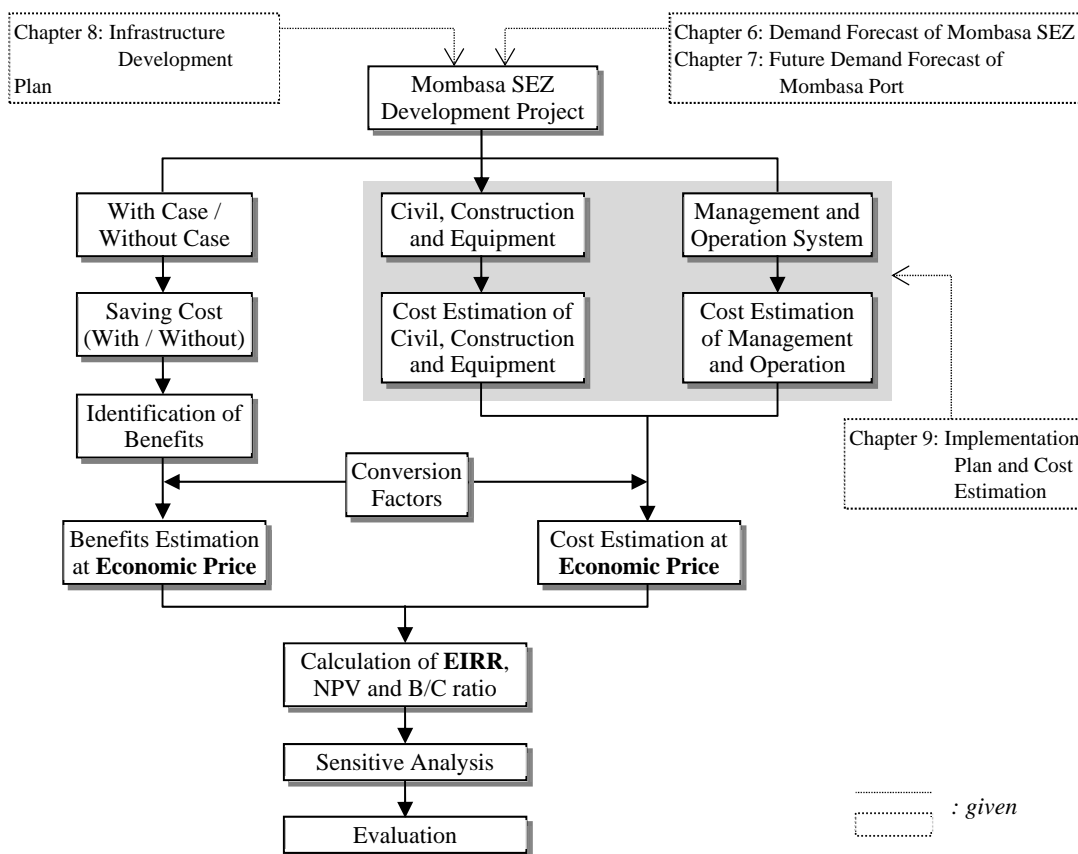 Chapter 8: Infrastructure
Development
Plan
Chapter 6: Demand Forecast of Mombasa SEZ
Chapter 7: Future Demand Forecast of
Mombasa Port
Mombasa SEZ
Development Project
With Case /
Without Case
Civil, Construction
and Equipment
Management and
Operation System
Saving Cost
(With / Without)
Cost Estimation of
Civil, Construction
and Equipment
Cost Estimation
of Management
and Operation
Identification of
Benefits
Chapter 9: Implementation
Plan and Cost
Estimation
Conversion
Factors
Benefits Estimation
at Economic Price
Cost Estimation at
Economic Price
Calculation of EIRR,
NPV and B/C ratio
Sensitive Analysis
Evaluation
: given